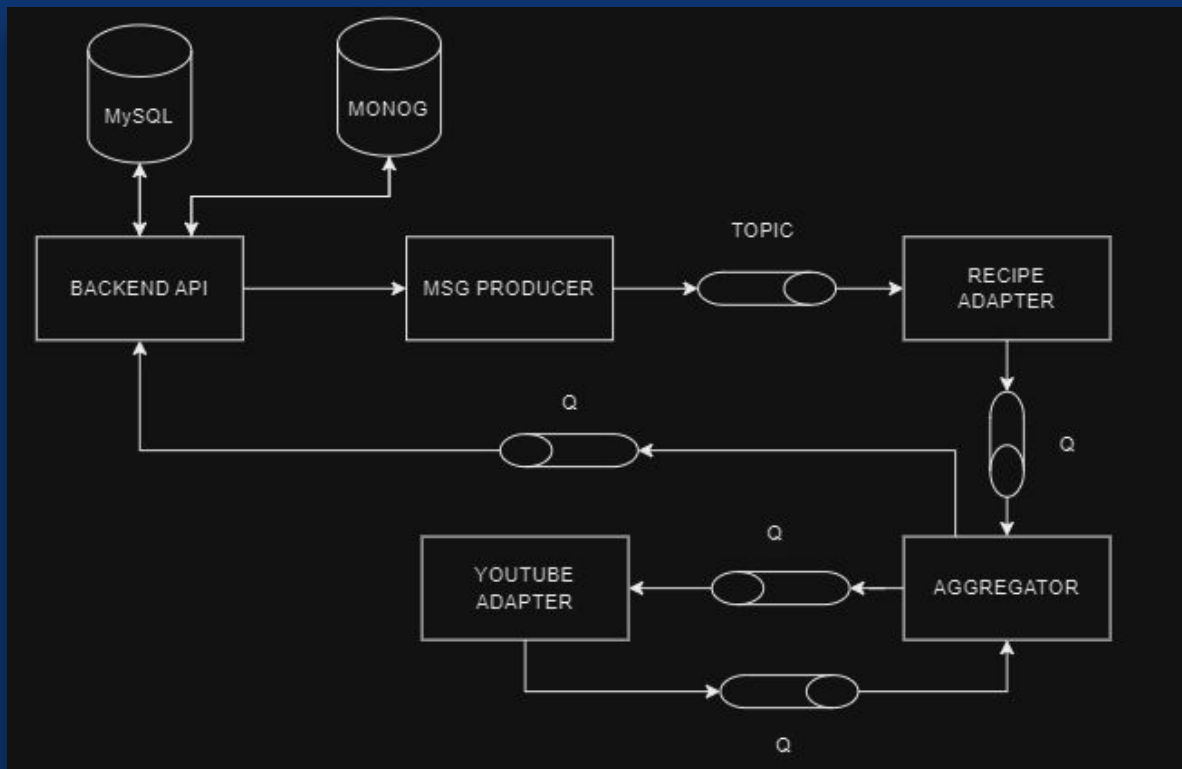 MySQL
MONOG
TOPIC
BACKEND API
MSG PRODUCER
RECIPE
ADAPTER
Q
Q
Q
YOUTUBE
ADAPTER
AGGREGATOR
Q